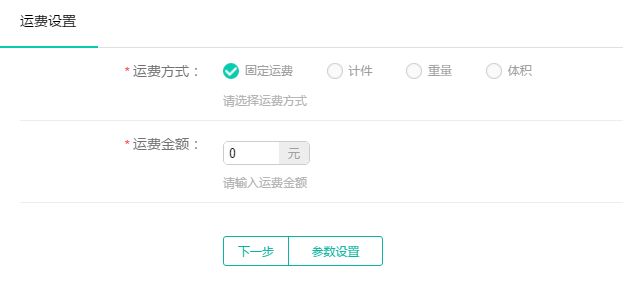 运费设置
* 运费方式： 固定运费 计件 重量 体积
请选择运费方式
* 运费金额： 0 元
请输入运费金额
下一步 参数设置